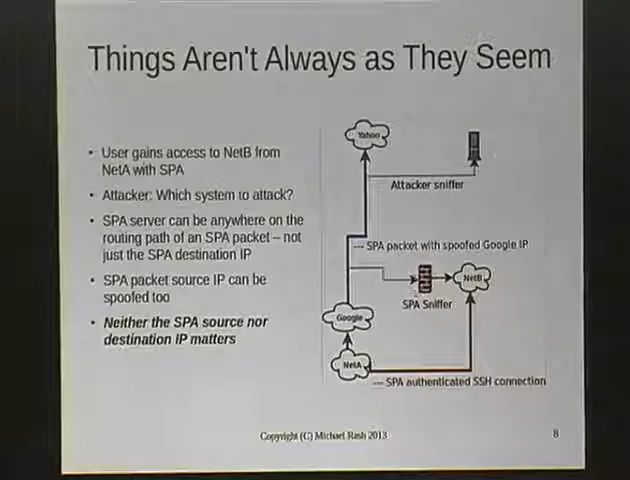 Things Aren't Always as They Seem
• User gains access to NetB from
NetA with SPA
• Attacker: Which system to attack?
• SPA server can be anywhere on the
routing path of an SPA packet – not
just the SPA destination IP
• SPA packet source IP can be
spoofed too
• Neither the SPA source nor
destination IP matters
Yahoo
Attacker sniffer
--- SPA packet with spoofed Google IP
NetB
SPA Sniffer
Google
NetA
--- SPA authenticated SSH connection
Copyright (C) Michael Rash 2013
8